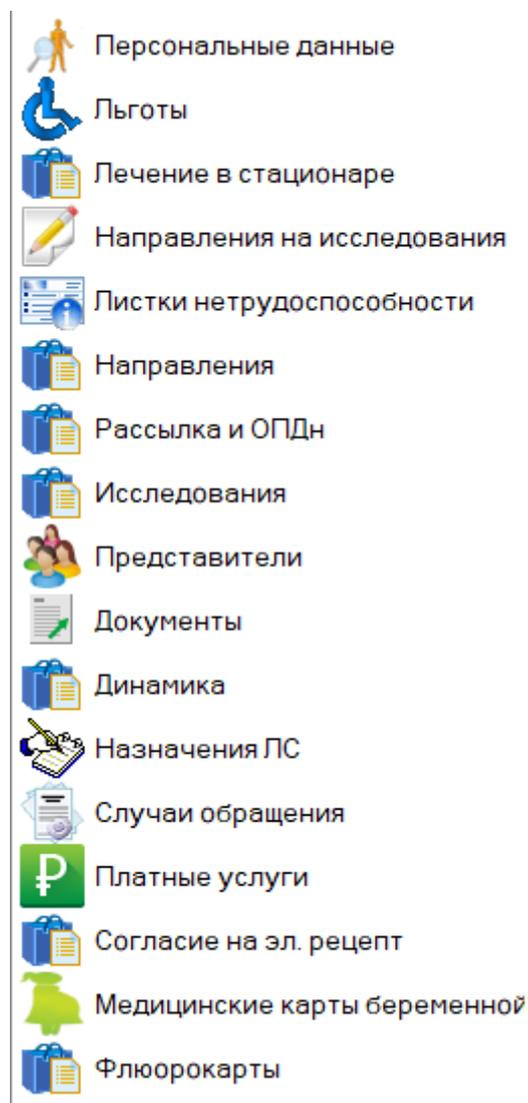 Персональные данные
Льготы
Лечение в стационаре
Направления на исследования
Листки нетрудоспособности
Направления
Рассылка и ОПДн
Исследования
Представители
Документы
Динамика
Назначения ЛС
Случаи обращения
Платные услуги
Согласие на эл. рецепт
Медицинские карты беременной
Флюорокарты